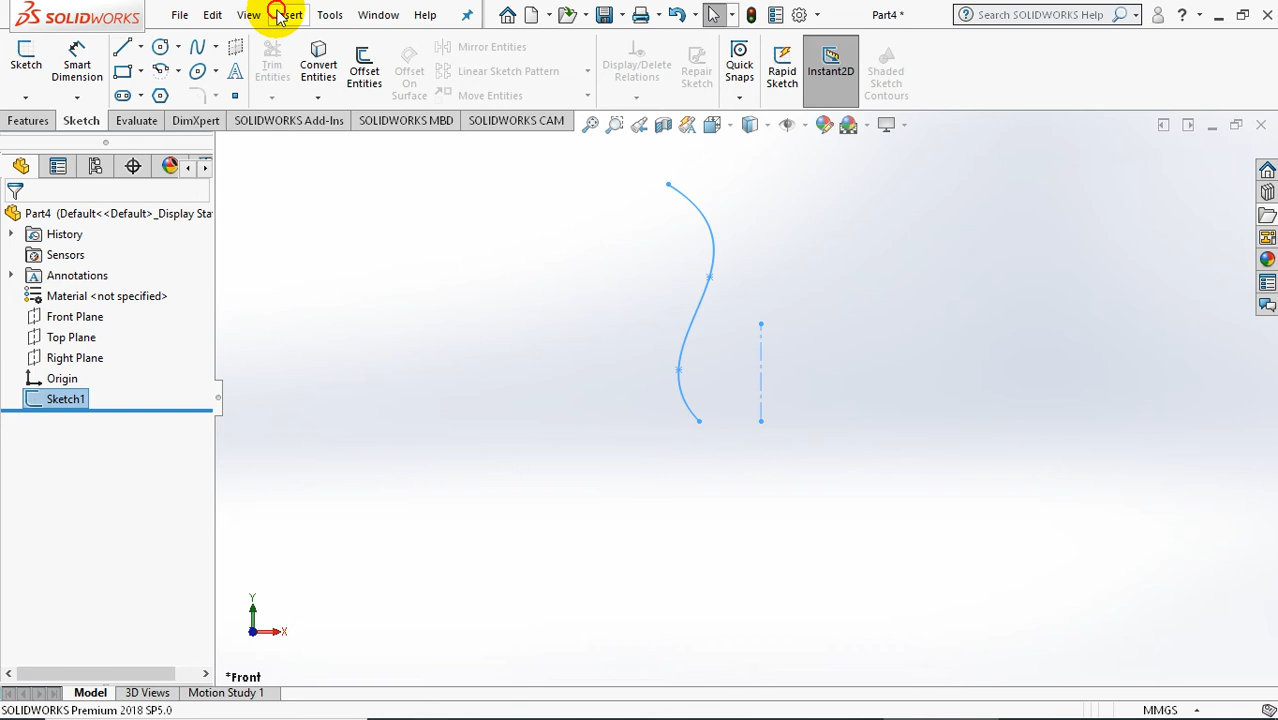 SOLIDWORKS File Edit View Insert Tools Window Help Part4 * Search SOLIDWORKS Help
Sketch Smart Dimension Trim Entities Convert Entities Offset Entities Offset On Surface Mirror Entities Linear Sketch Pattern Move Entities Display/Delete Relations Repair Sketch Quick Snaps Rapid Sketch Instant2D Shaded Sketch Contours
Features Sketch Evaluate DimXpert SOLIDWORKS Add-Ins SOLIDWORKS MBD SOLIDWORKS CAM
Part4 (Default<<Default>_Display Sta
History
Sensors
Annotations
Material <not specified>
Front Plane
Top Plane
Right Plane
Origin
Sketch1
Y
X
*Front
Model 3D Views Motion Study 1
SOLIDWORKS Premium 2018 SP5.0 MMGS